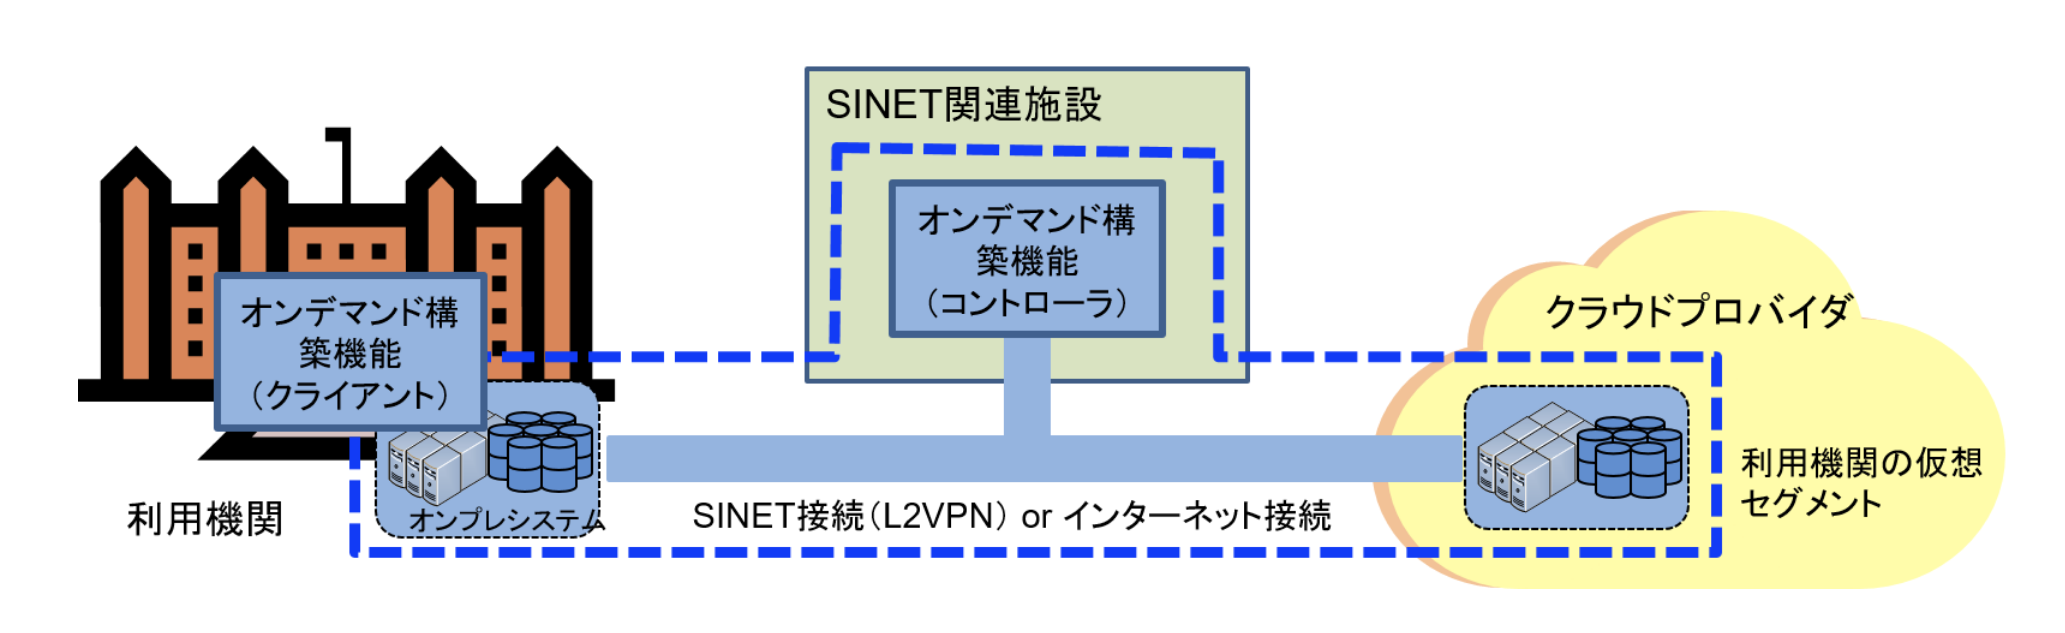 SINET関連施設
オンデマンド構
築機能
（コントローラ）
オンデマンド構
築機能
（クライアント）
クラウドプロバイダ
利用機関の仮想
セグメント
利用機関
オンプレシステム
SINET接続（L2VPN） or インターネット接続